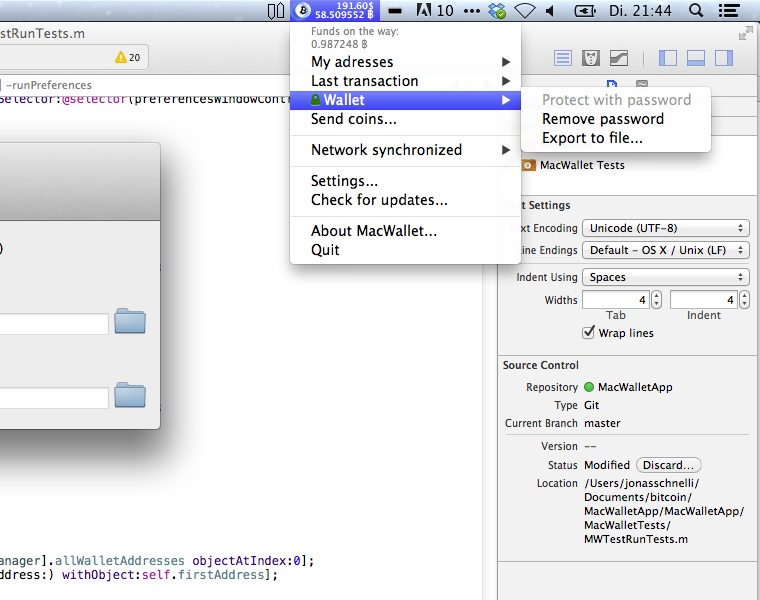 191.60$
58.509552 ฿
10
Di. 21:44
TestRunTests.m
20
-runPreferences
Selector:@selector(preferencesWindowCont
Funds on the way:
0.987248 ฿
My adresses
Last transaction
Wallet
Send coins...
Network synchronized
Settings...
Check for updates...
About MacWallet...
Quit
Protect with password
Remove password
Export to file...
MacWallet Tests
Settings
Encoding Unicode (UTF-8)
Endings Default - OS X / Unix (LF)
Indent Using Spaces
Widths 4 4
Tab Indent
Wrap lines
Source Control
Repository MacWalletApp
Type Git
Current Branch master
Version --
Status Modified Discard...
Location /Users/jonasschnelli/
Documents/bitcoin/
MacWalletApp/MacWalletApp/
MacWalletTests/
MWTestRunTests.m
anager].allWalletAddresses objectAtIndex:0];
ddress:) withObject:self.firstAddress];